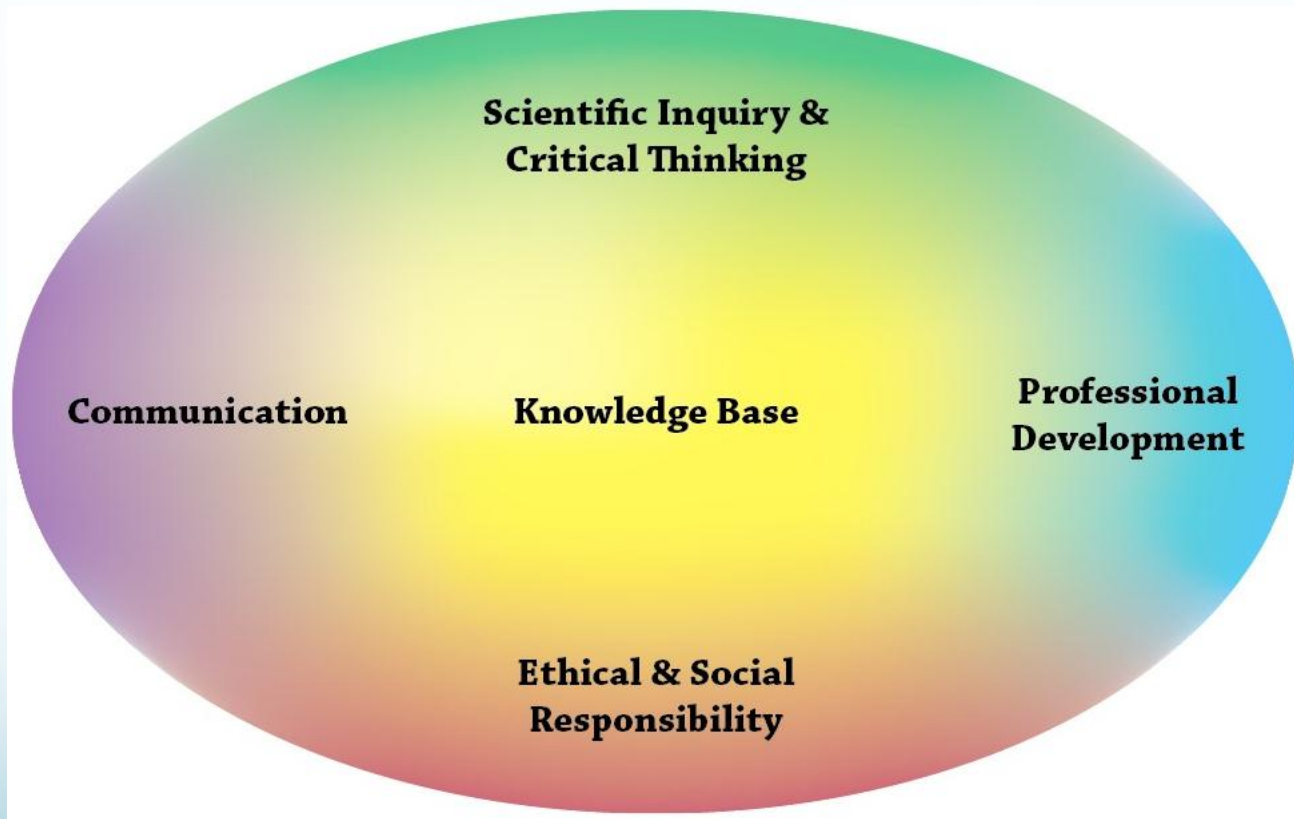 Scientific Inquiry &
Critical Thinking
Communication
Knowledge Base
Professional
Development
Ethical & Social
Responsibility